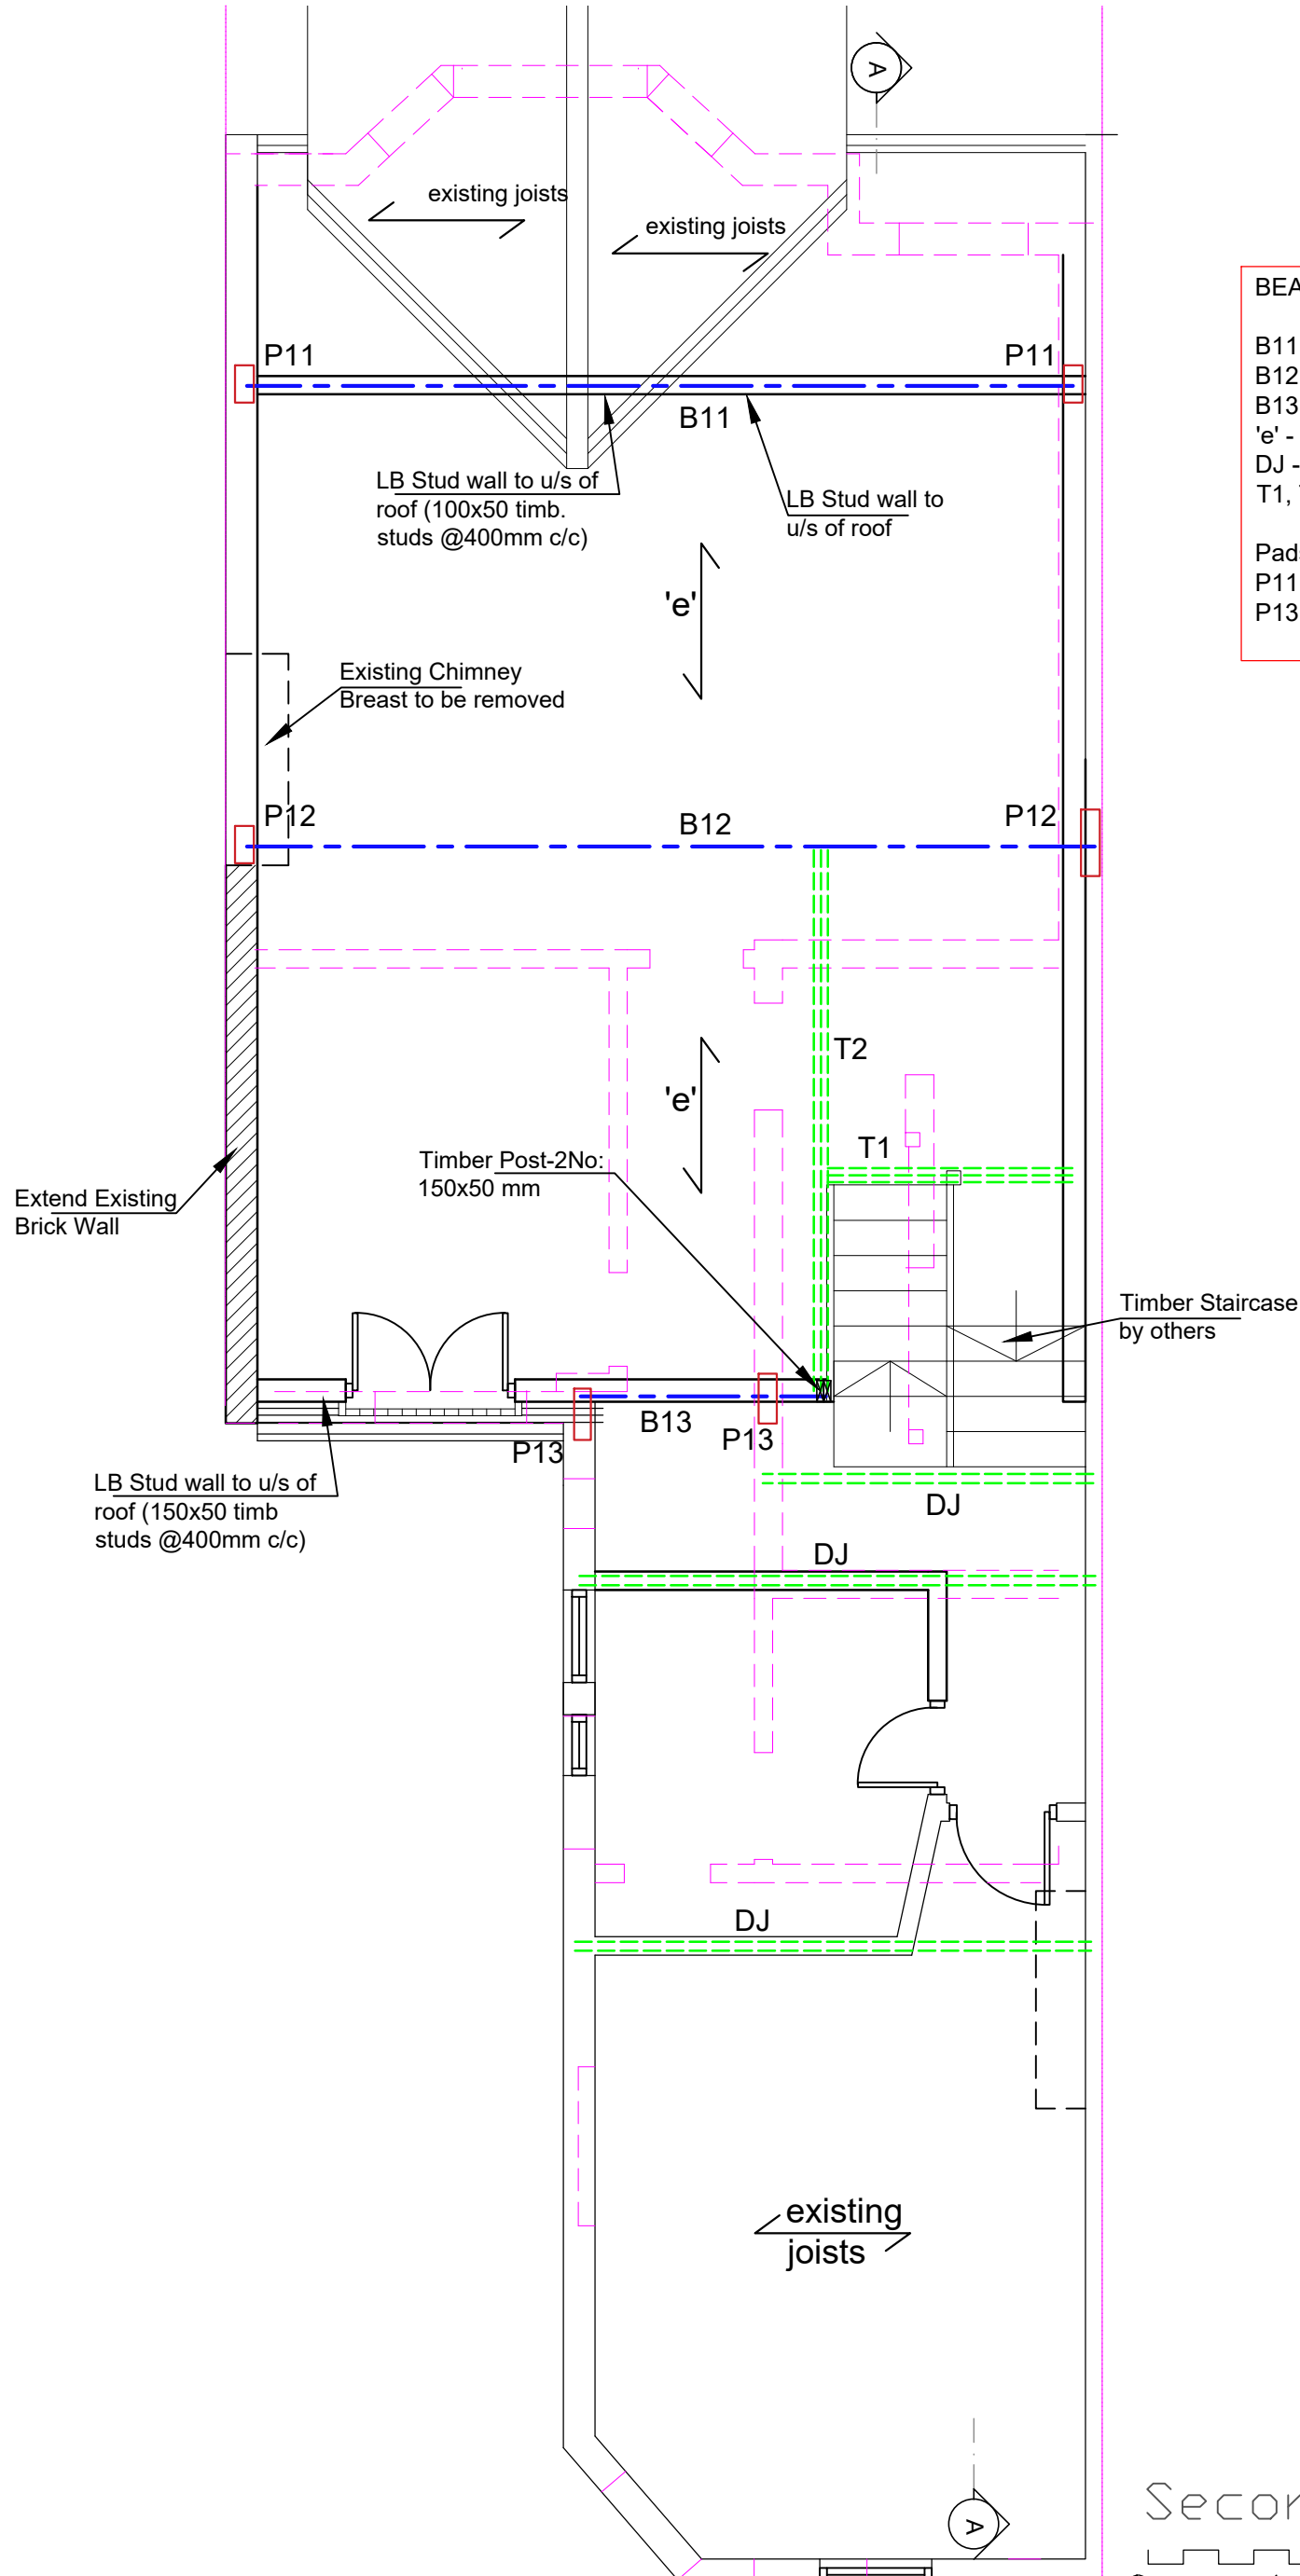 A
existing joists
existing joists
BEA
P11
P11
B11
B11
B12
B13
'e' -
DJ -
T1,
Pads
P11
P13
LB Stud wall to u/s of
roof (100x50 timb.
studs @400mm c/c)
LB Stud wall to
u/s of roof
'e'
Existing Chimney
Breast to be removed
P12
B12
P12
T2
'e'
T1
Timber Post-2No:
150x50 mm
Extend Existing
Brick Wall
Timber Staircase
by others
B13
P13
P13
LB Stud wall to u/s of
roof (150x50 timb
studs @400mm c/c)
DJ
DJ
DJ
existing
joists
A
Secon